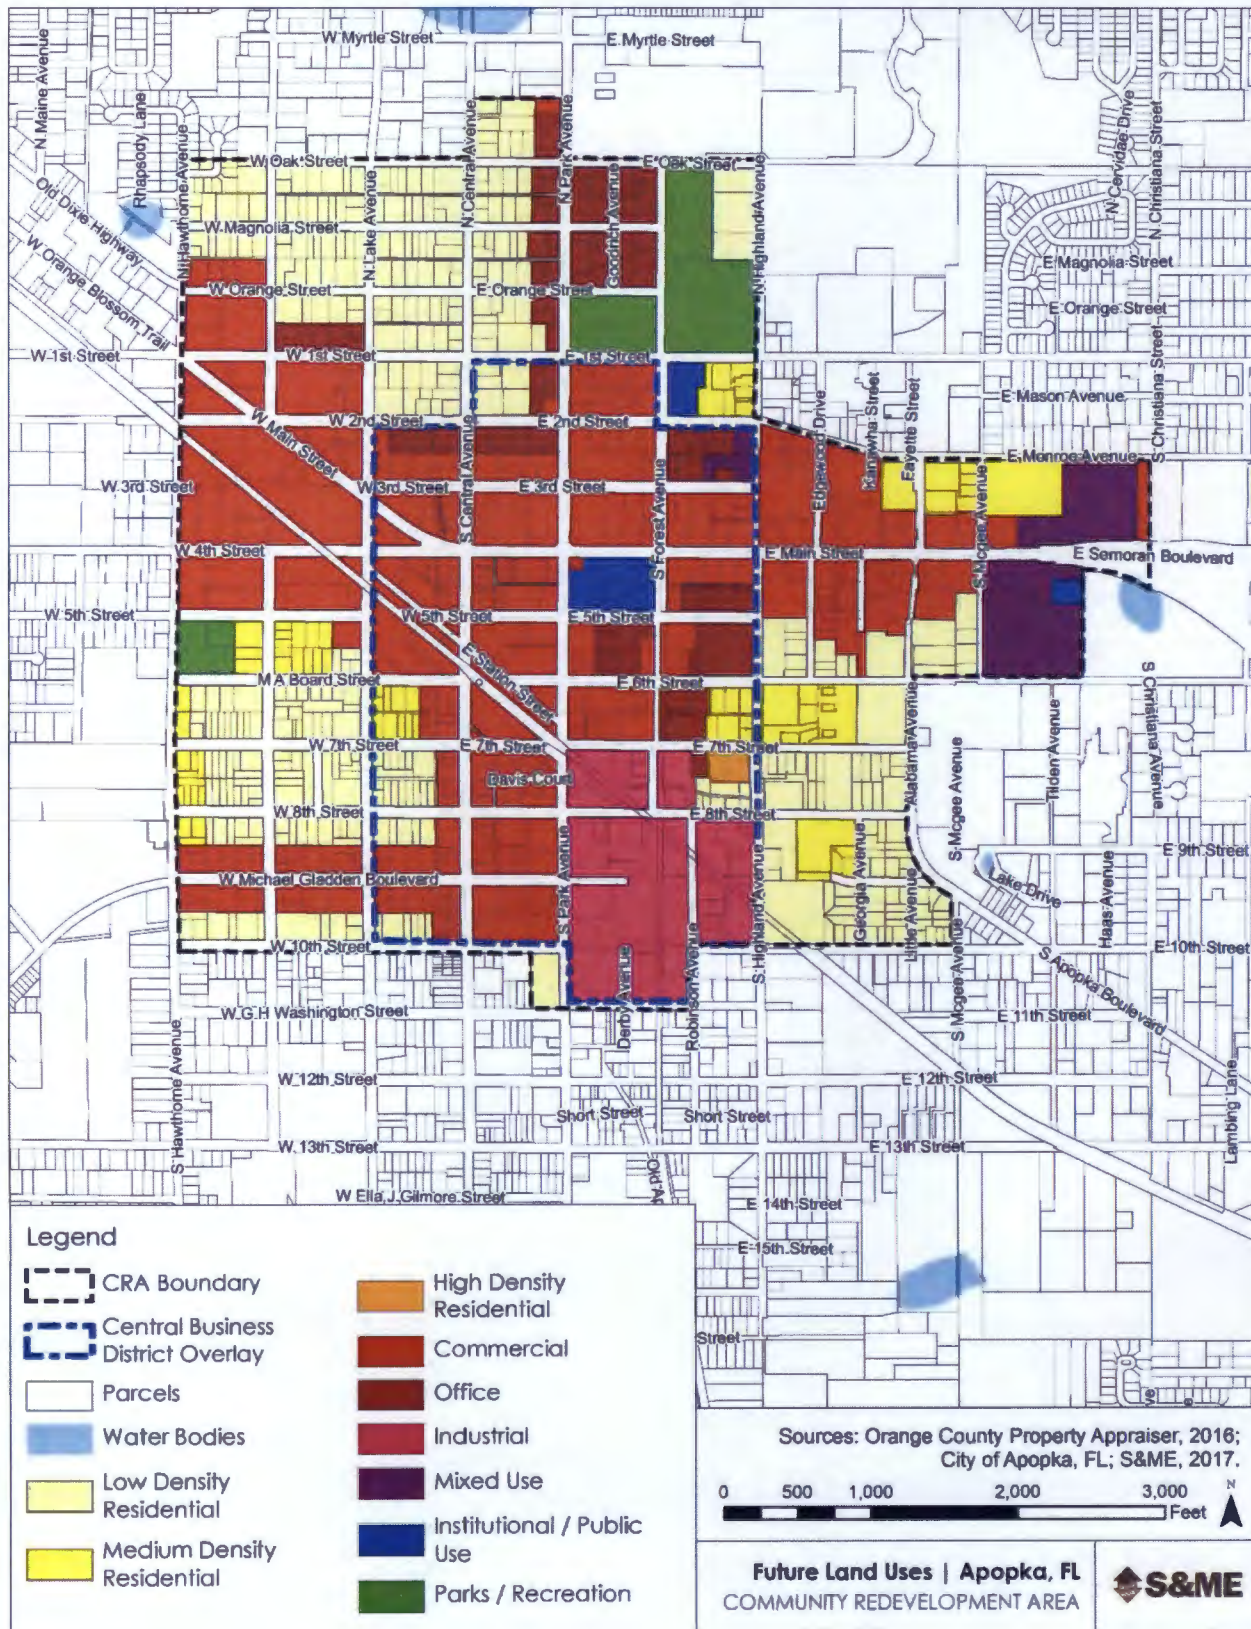 W Myrtle Street
E Myrtle Street
N Maine Avenue
Rhapsody Lane
N Hawthorne Avenue
N Central Avenue
N Park Avenue
N Cervidae Drive
N Christiana Street
W Oak Street
E Oak Street
Old Dixie Highway
N Lake Avenue
Goodrich Avenue
N Highland Avenue
W Magnolia Street
E Magnolia Street
W Orange Blossom Trail
W Orange Street
E Orange Street
E Orange Street
W 1st Street
W 1st Street
E 1st Street
Kanawha Street
Fayette Street
S Christiana Street
E Mason Avenue
Edgewood Drive
W 2nd Street
E 2nd Street
W Main Street
S Central Avenue
E Monroe Avenue
W 3rd Street
W 3rd Street
E 3rd Street
S Forest Avenue
S Mcgee Avenue
W 4th Street
E Main Street
E Semoran Boulevard
W 5th Street
W 5th Street
E 5th Street
E Station Street
M A Board Street
E 6th Street
S Christiana Avenue
W 7th Street
E 7th Street
E 7th Street
Alabama Avenue
S Mcgee Avenue
Tilden Avenue
Davis Court
W 8th Street
E 8th Street
S Park Avenue
E 9th Street
W Michael Gladden Boulevard
S Highland Avenue
Georgia Avenue
Little Avenue
Lake Drive
Haas Avenue
W 10th Street
E 10th Street
Derby Avenue
Robinson Avenue
S Mcgee Avenue
S Apopka Boulevard
W G H Washington Street
E 11th Street
S Hawthorne Avenue
W 12th Street
E 12th Street
Short Street
Short Street
Lambing Lane
W 13th Street
E 13th Street
Old Ap
W Ella J Gilmore Street
E 14th Street
E 15th Street
Street
Legend
CRA Boundary
Central Business
District Overlay
Parcels
Water Bodies
Low Density
Residential
Medium Density
Residential
High Density
Residential
Commercial
Office
Industrial
Mixed Use
Institutional / Public
Use
Parks / Recreation
Sources: Orange County Property Appraiser, 2016;
City of Apopka, FL; S&ME, 2017.
0 500 1,000 2,000 3,000
Feet
N
Future Land Uses | Apopka, FL
COMMUNITY REDEVELOPMENT AREA
S&ME